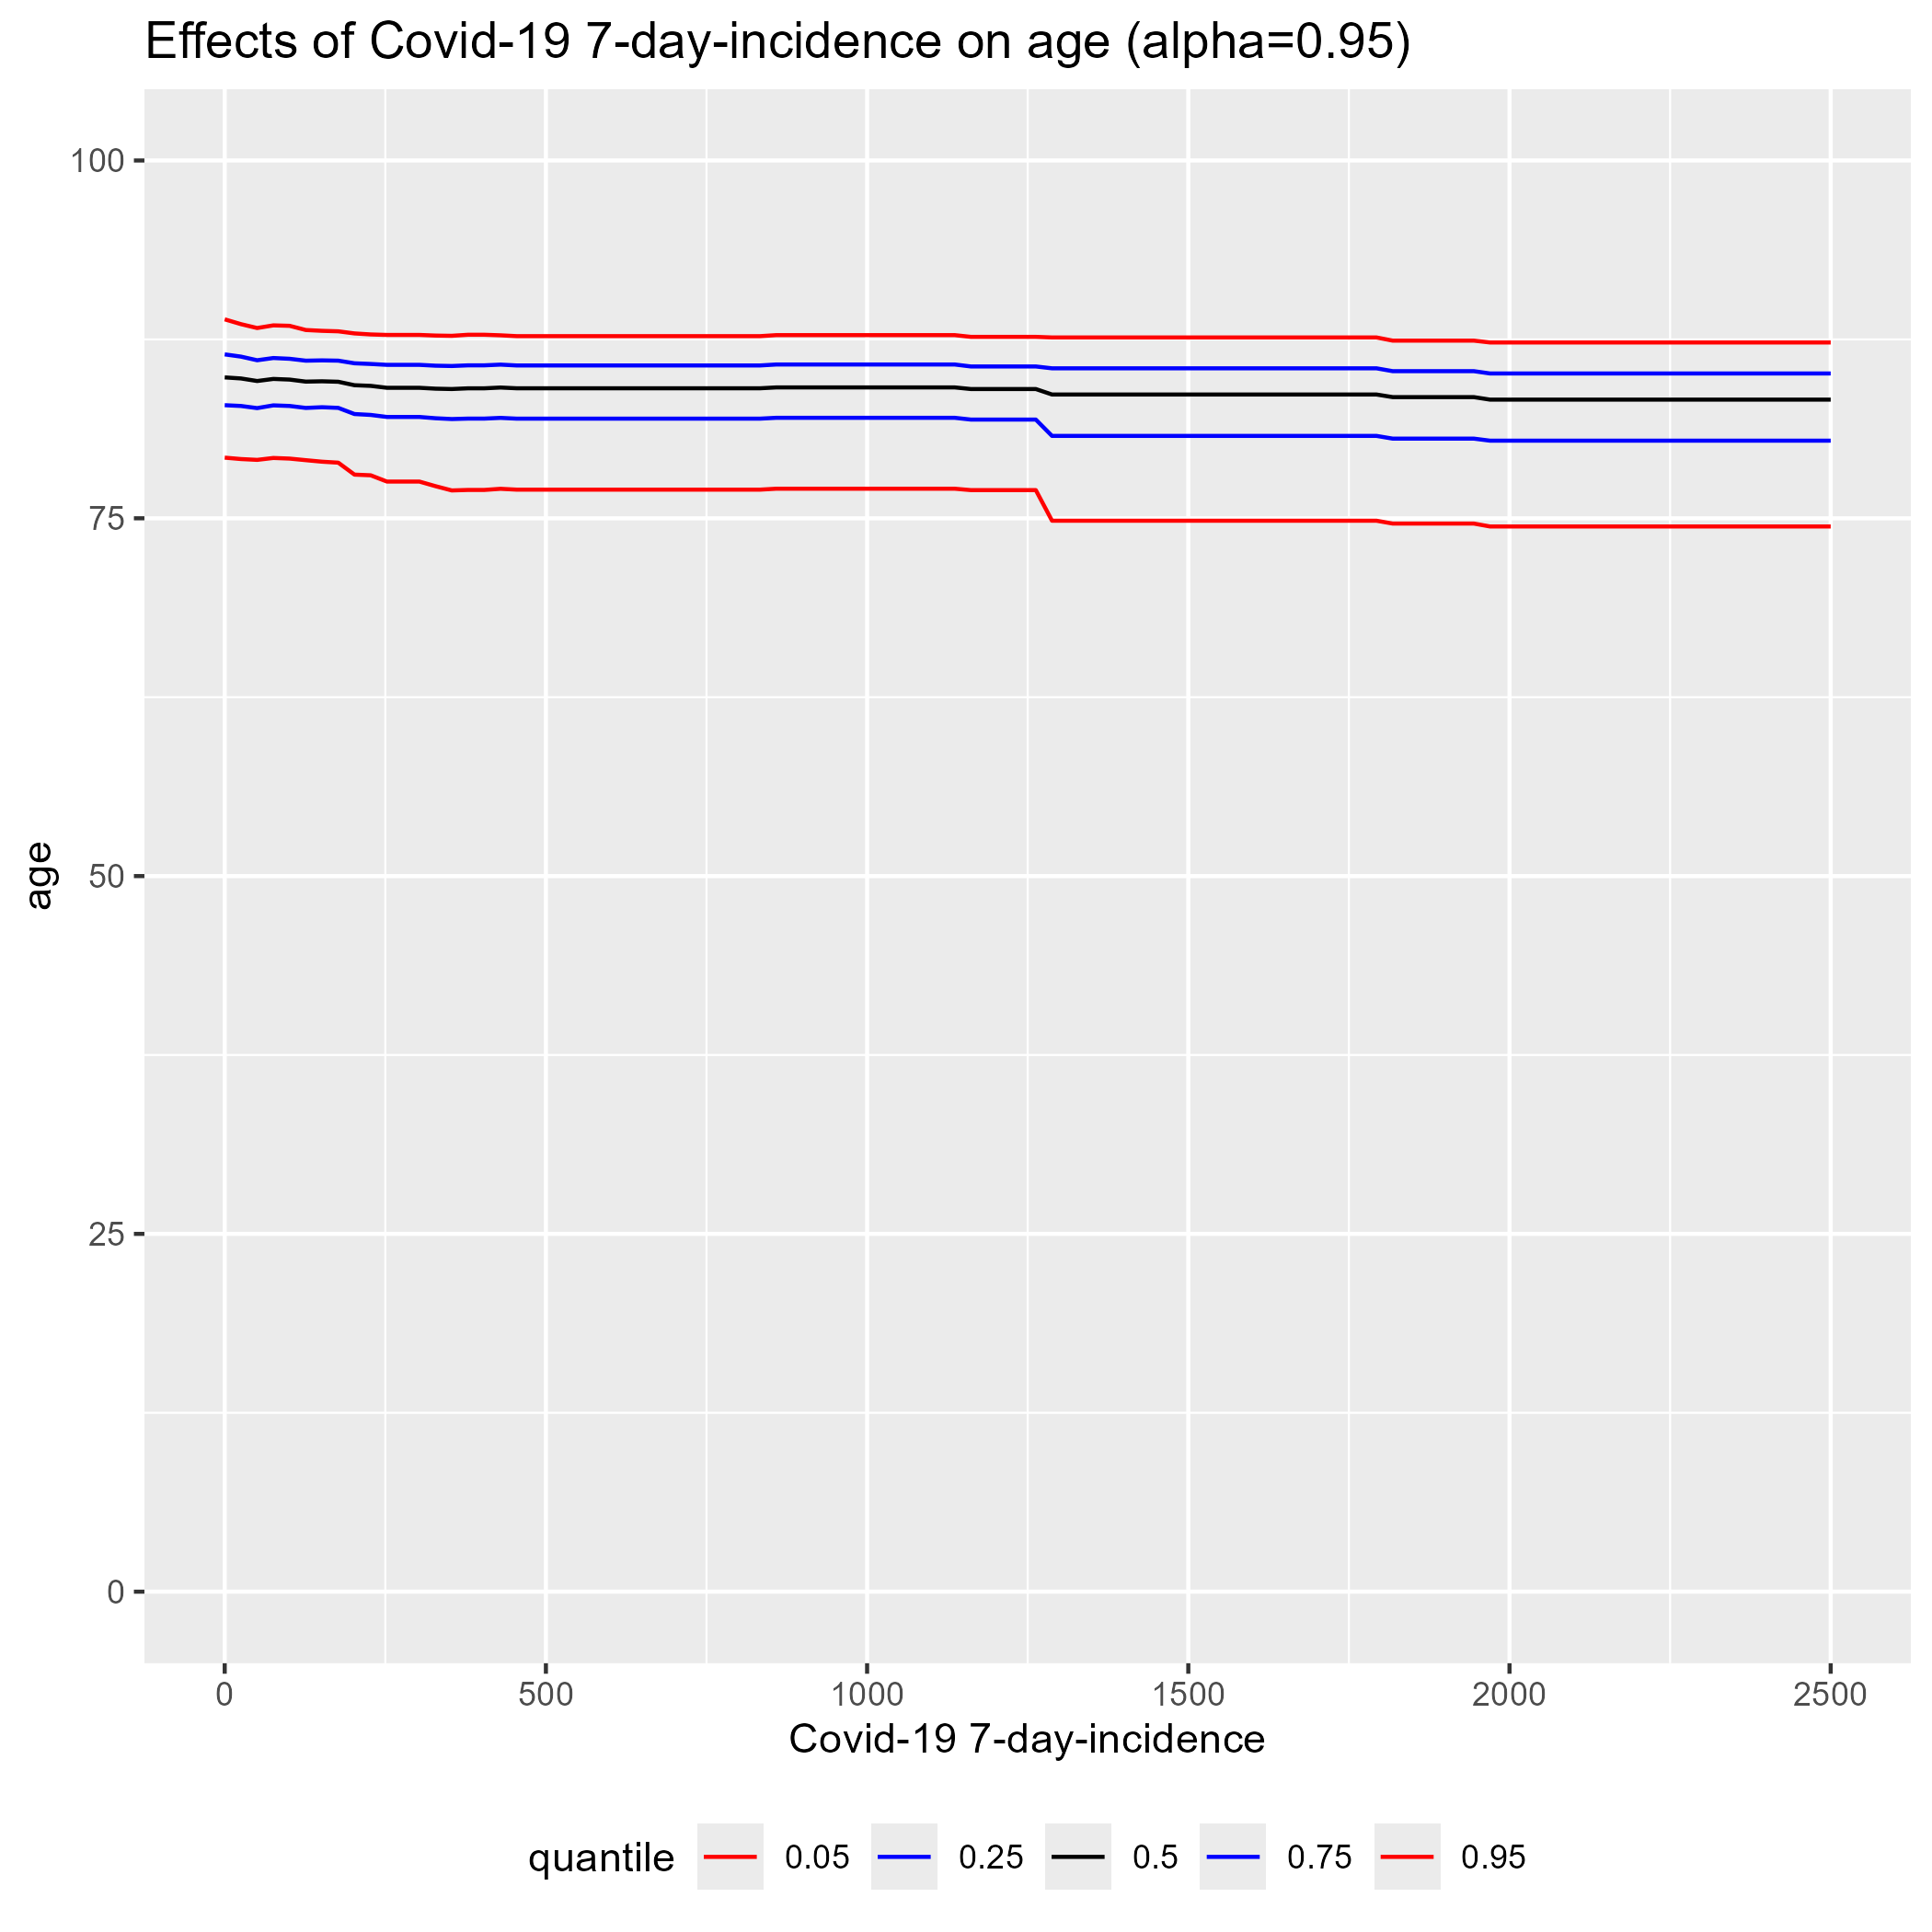 Effects of Covid-19 7-day-incidence on age (alpha=0.95)
100
75
50
25
0
age
0 500 1000 1500 2000 2500
Covid-19 7-day-incidence
quantile 0.05 0.25 0.5 0.75 0.95